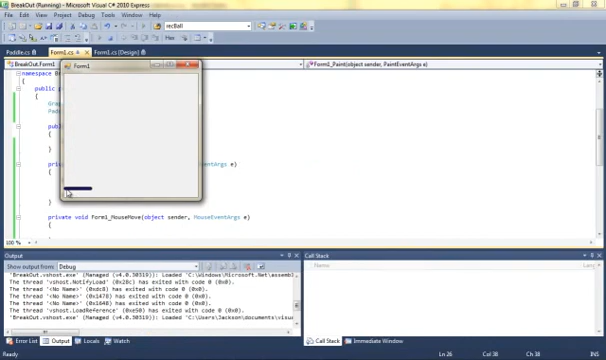 BreakOut (Running) - Microsoft Visual C# 2010 Express
File Edit View Project Debug Tools Window Help
recBall
Hex
Paddle.cs Form1.cs Form1.cs [Design]
BreakOut.Form1
Form1_Paint(object sender, PaintEventArgs e)
Form1
namespace
{
public
{
{
}
EventArgs e)
{
}
private void Form1_MouseMove(object sender, MouseEventArgs e)
{
100 %
Output
Call Stack
Show output from: Debug
Name
Lang
'BreakOut.vshost.exe' (Managed (v4.0.30319)): Loaded 'C:\Windows\Microsoft.Net\assembl
The thread 'vshost.NotifyLoad' (0x28c) has exited with code 0 (0x0).
The thread '<No Name>' (0xdc8) has exited with code 0 (0x0).
The thread '<No Name>' (0x1478) has exited with code 0 (0x0).
The thread '<No Name>' (0x1648) has exited with code 0 (0x0).
The thread 'vshost.LoadReference' (0xe50) has exited with code 0 (0x0).
'BreakOut.vshost.exe' (Managed (v4.0.30319)): Loaded 'C:\Users\Jackson\documents\visua
Error List Output Locals Watch
Call Stack Immediate Window
Ready
Ln 26
Col 38
Ch 38
INS